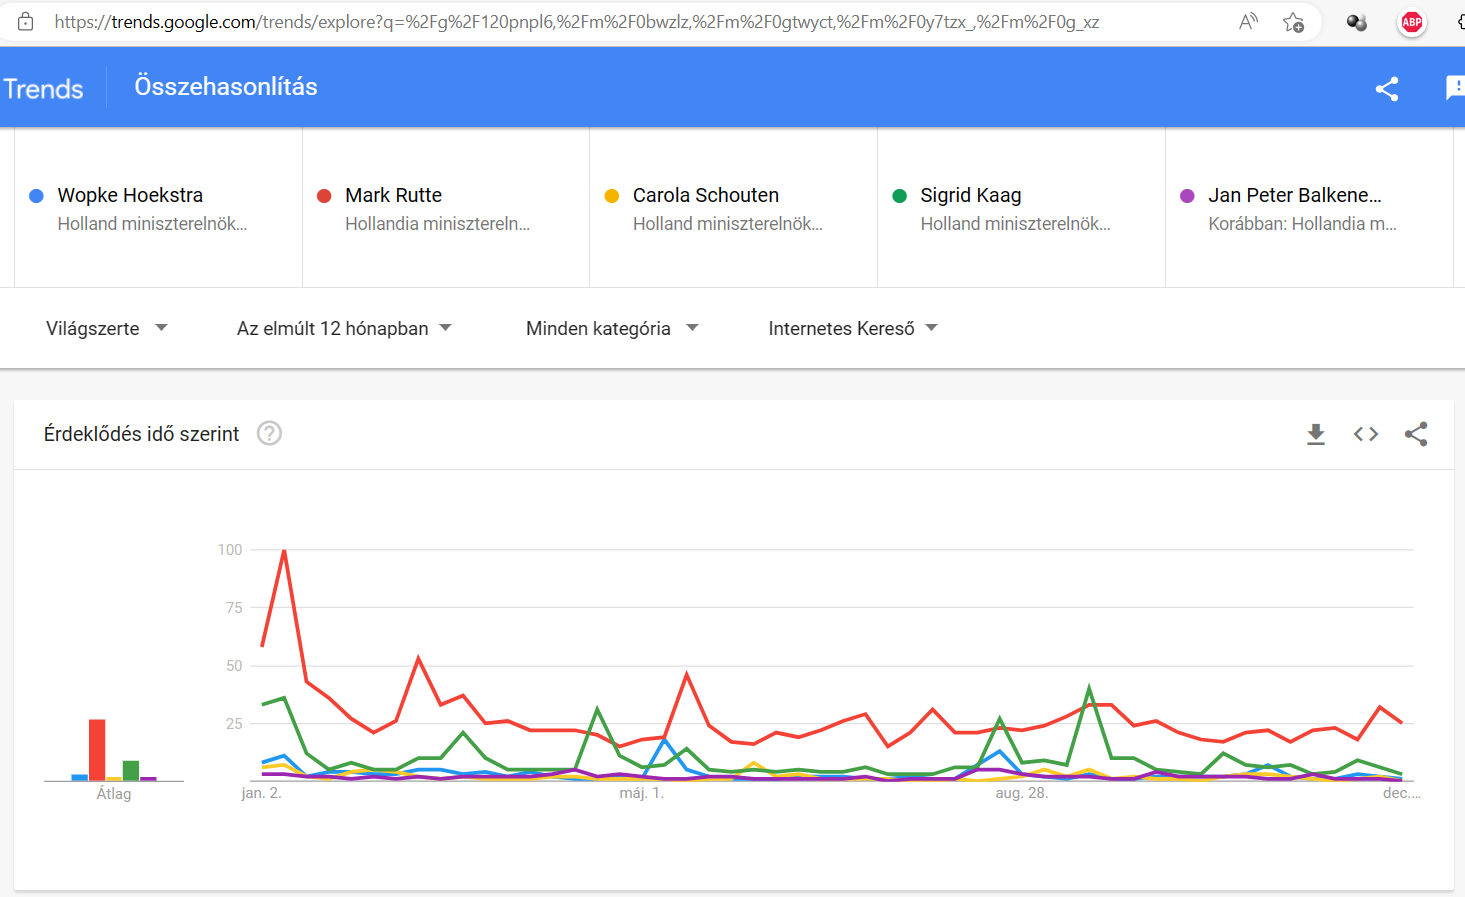 https://trends.google.com/trends/explore?q=%2Fg%2F120pnpl6,%2Fm%2F0bwzlz,%2Fm%2F0gtwyct,%2Fm%2F0y7tzx_,%2Fm%2F0g_xz
ABP
Trends
Összehasonlítás
Wopke Hoekstra
Holland miniszterelnök...
Mark Rutte
Hollandia minisztereln...
Carola Schouten
Holland miniszterelnök...
Sigrid Kaag
Holland miniszterelnök...
Jan Peter Balkene...
Korábban: Hollandia m...
Világszerte
Az elmúlt 12 hónapban
Minden kategória
Internetes Kereső
Érdeklődés idő szerint
100
75
50
25
Átlag
jan. 2.
máj. 1.
aug. 28.
dec.…